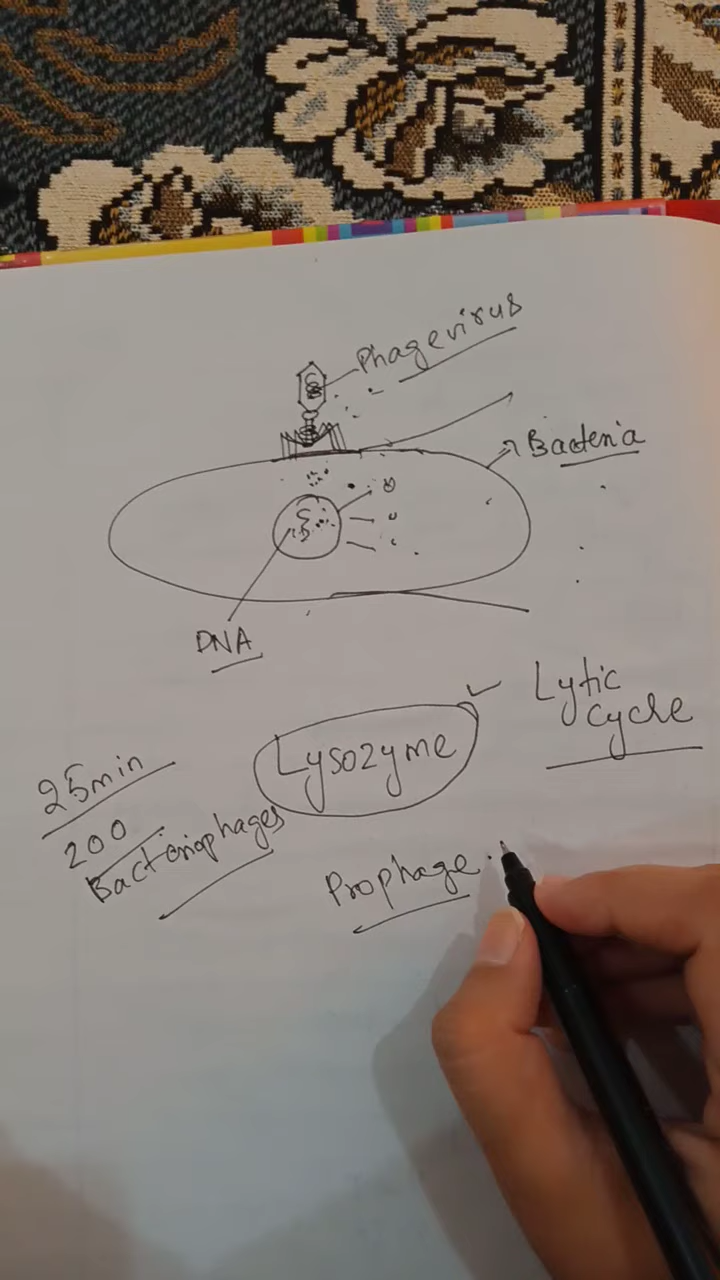 Phagevirus
Bacteria
DNA
Lytic
Cycle
Lysozyme
25min
200
Bacteriophages
Prophage